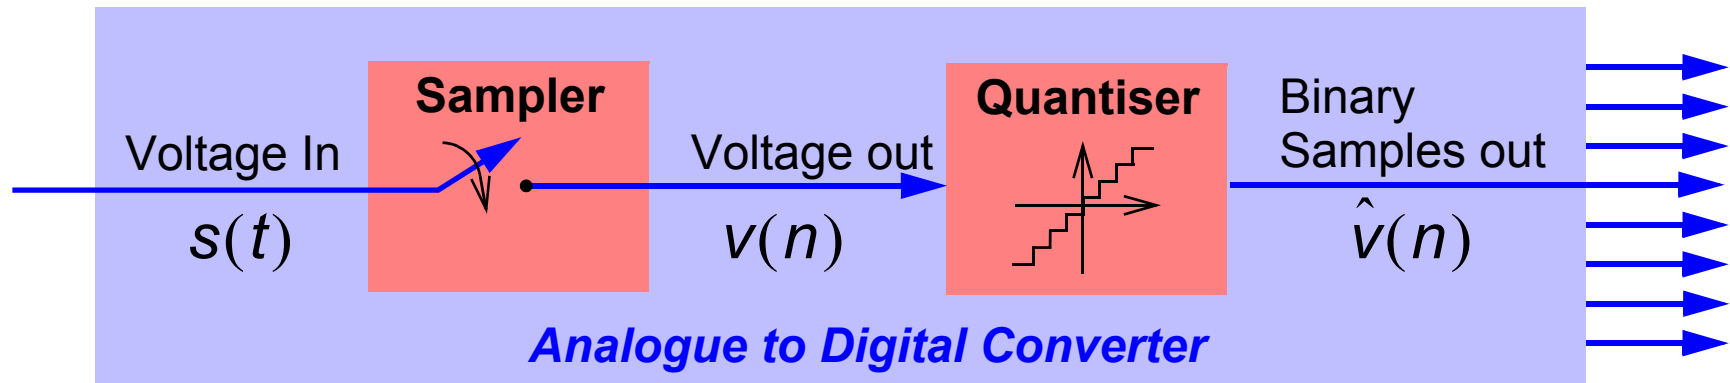 Sampler
Quantiser
Binary
Samples out
Voltage In
Voltage out
s(t)
v(n)
v̂(n)
Analogue to Digital Converter